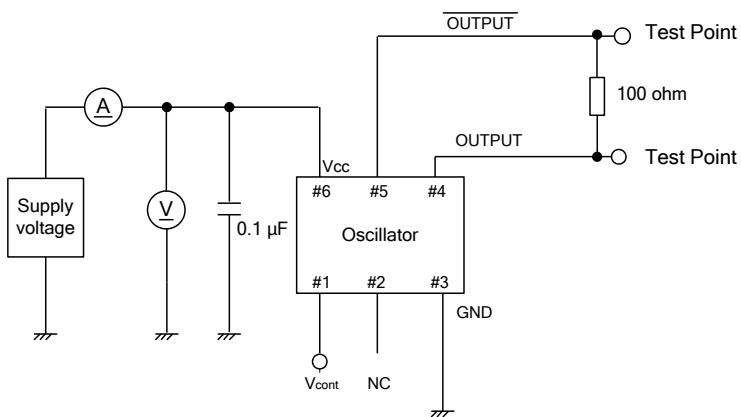 OUTPUT
Test Point
100 ohm
A
OUTPUT
Test Point
Vcc
#6 #5 #4
Supply
voltage
V
0.1 µF
Oscillator
#1 #2 #3
GND
Vcont
NC